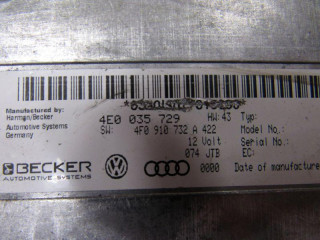 Manufactured by:
Harman/Becker
Automotive Systems
Germany
4E0 035 729 HW: 43 Typ:
SW: 4F0 910 732 A 422 Model No.:
12 Volt Serial No.:
074 JTB EC:
BECKER
AUTOMOTIVE SYSTEMS
0080 Date of manufacture